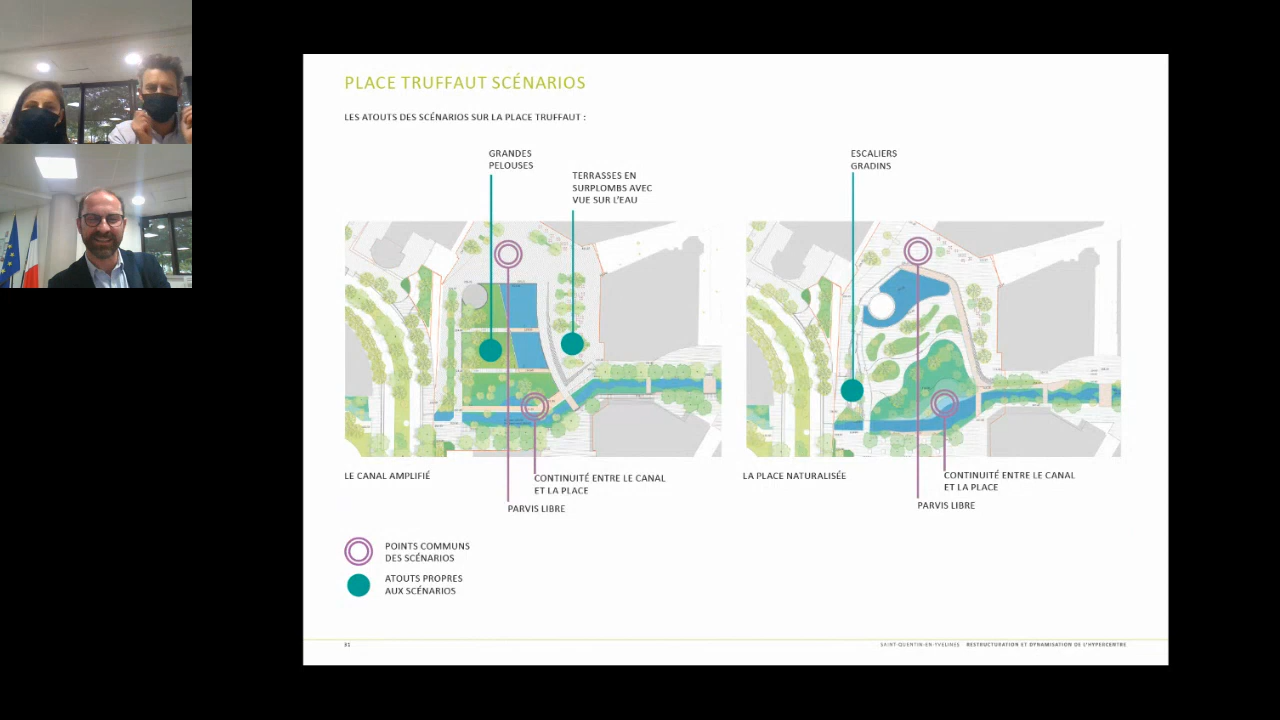 PLACE TRUFFAUT SCÉNARIOS
LES ATOUTS DES SCÉNARIOS SUR LA PLACE TRUFFAUT :
GRANDES
PELOUSES
TERRASSES EN
SURPLOMBS AVEC
VUE SUR L'EAU
ESCALIERS
GRADINS
LE CANAL AMPLIFIÉ
CONTINUITÉ ENTRE LE CANAL
ET LA PLACE
PARVIS LIBRE
LA PLACE NATURALISÉE
CONTINUITÉ ENTRE LE CANAL
ET LA PLACE
PARVIS LIBRE
POINTS COMMUNS
DES SCÉNARIOS
ATOUTS PROPRES
AUX SCÉNARIOS
31
SAINT-QUENTIN-EN-YVELINES RESTRUCTURATION ET DYNAMISATION DE L'HYPERCENTRE